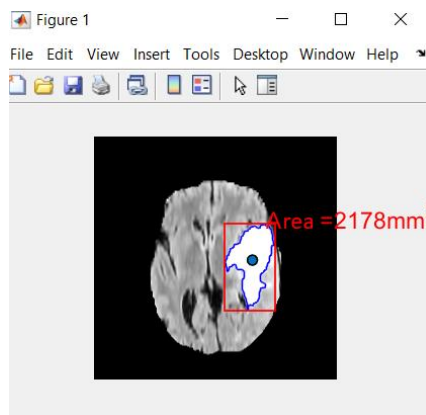 Figure 1
File Edit View Insert Tools Desktop Window Help
Area =2178mm